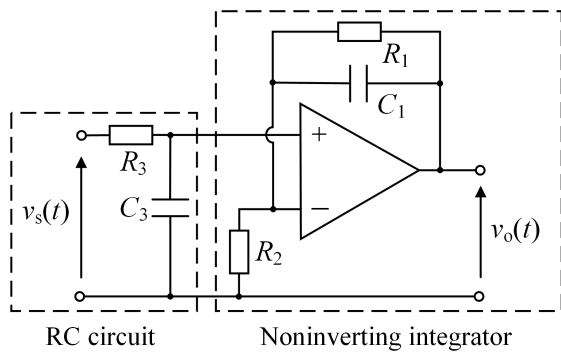 R₁
C₁
+
R₃
vₛ(t)
C₃
−
R₂
vₒ(t)
RC circuit
Noninverting integrator